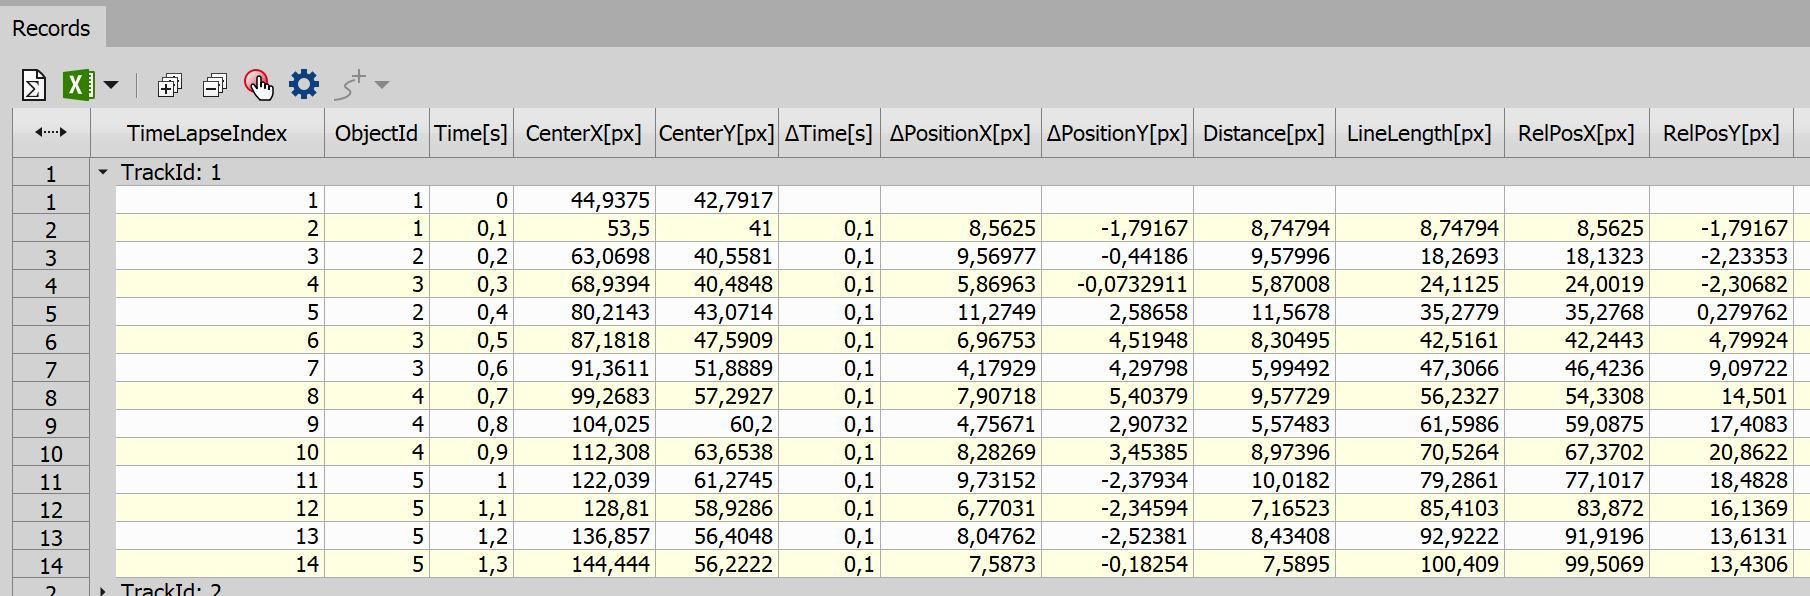 Records
TimeLapseIndex ObjectId Time[s] CenterX[px] CenterY[px] ΔTime[s] ΔPositionX[px] ΔPositionY[px] Distance[px] LineLength[px] RelPosX[px] RelPosY[px]
1 TrackId: 1
1 1 1 0 44,9375 42,7917
2 2 1 0,1 53,5 41 0,1 8,5625 -1,79167 8,74794 8,74794 8,5625 -1,79167
3 3 2 0,2 63,0698 40,5581 0,1 9,56977 -0,44186 9,57996 18,2693 18,1323 -2,23353
4 4 3 0,3 68,9394 40,4848 0,1 5,86963 -0,0732911 5,87008 24,1125 24,0019 -2,30682
5 5 2 0,4 80,2143 43,0714 0,1 11,2749 2,58658 11,5678 35,2779 35,2768 0,279762
6 6 3 0,5 87,1818 47,5909 0,1 6,96753 4,51948 8,30495 42,5161 42,2443 4,79924
7 7 3 0,6 91,3611 51,8889 0,1 4,17929 4,29798 5,99492 47,3066 46,4236 9,09722
8 8 4 0,7 99,2683 57,2927 0,1 7,90718 5,40379 9,57729 56,2327 54,3308 14,501
9 9 4 0,8 104,025 60,2 0,1 4,75671 2,90732 5,57483 61,5986 59,0875 17,4083
10 10 4 0,9 112,308 63,6538 0,1 8,28269 3,45385 8,97396 70,5264 67,3702 20,8622
11 11 5 1 122,039 61,2745 0,1 9,73152 -2,37934 10,0182 79,2861 77,1017 18,4828
12 12 5 1,1 128,81 58,9286 0,1 6,77031 -2,34594 7,16523 85,4103 83,872 16,1369
13 13 5 1,2 136,857 56,4048 0,1 8,04762 -2,52381 8,43408 92,9222 91,9196 13,6131
14 14 5 1,3 144,444 56,2222 0,1 7,5873 -0,18254 7,5895 100,409 99,5069 13,4306
2 TrackId: 2